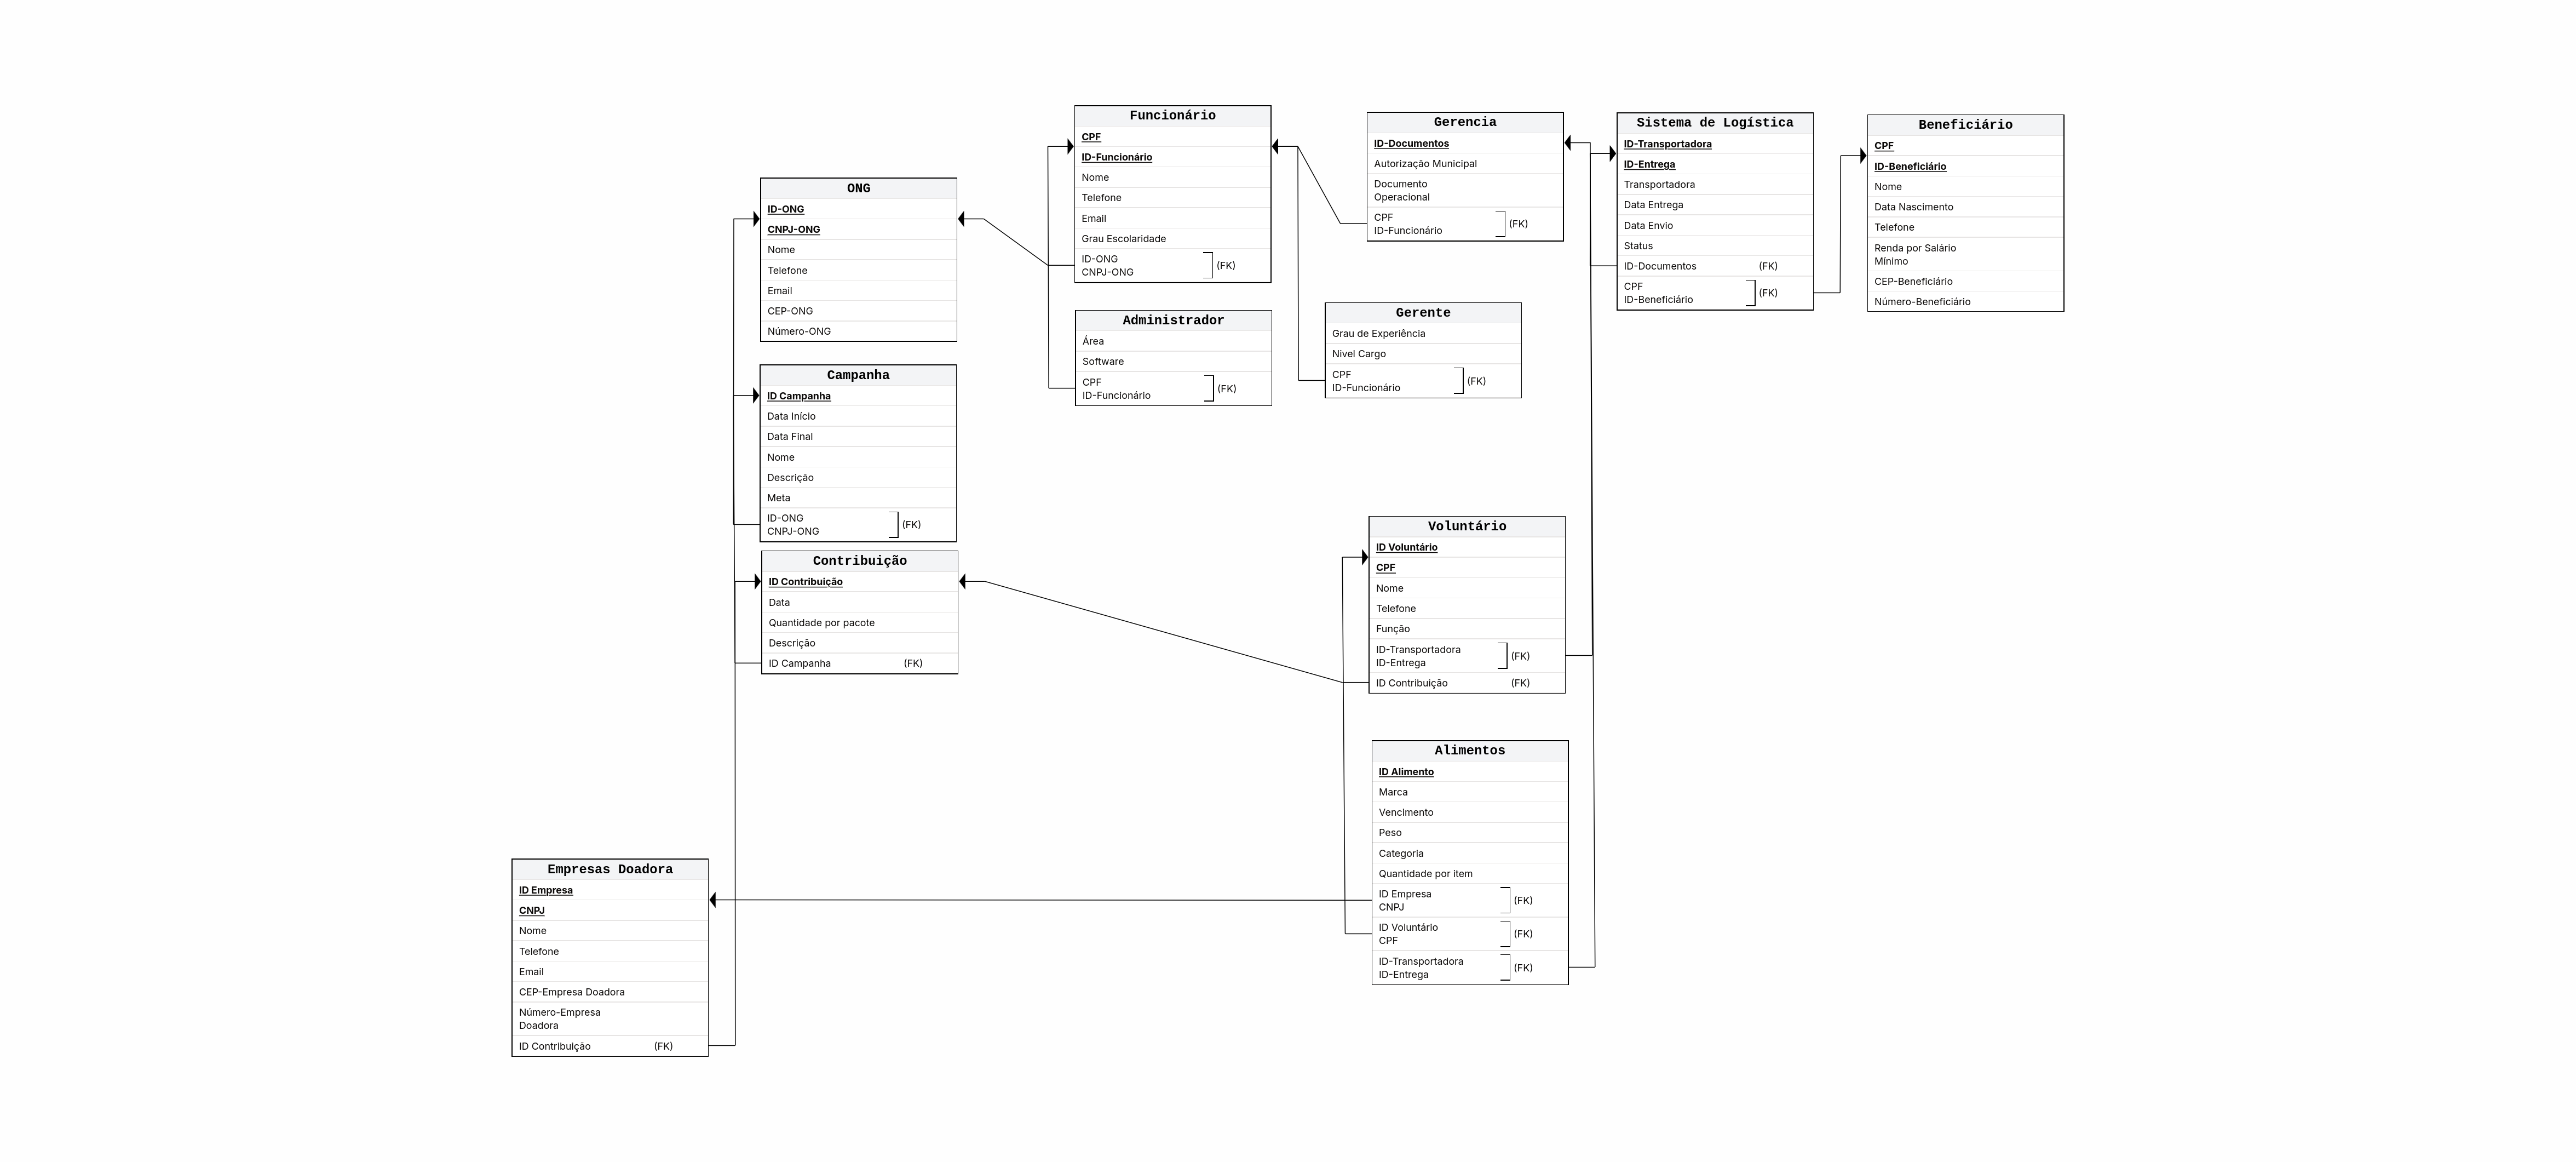 ONG
ID-ONG
CNPJ-ONG
Nome
Telefone
Email
CEP-ONG
Número-ONG
Campanha
ID Campanha
Data Início
Data Final
Nome
Descrição
Meta
ID-ONG
CNPJ-ONG
(FK)
Contribuição
ID Contribuição
Data
Quantidade por pacote
Descrição
ID Campanha (FK)
Empresas Doadora
ID Empresa
CNPJ
Nome
Telefone
Email
CEP-Empresa Doadora
Número-Empresa
Doadora
ID Contribuição (FK)
Funcionário
CPF
ID-Funcionário
Nome
Telefone
Email
Grau Escolaridade
ID-ONG
CNPJ-ONG
(FK)
Administrador
Área
Software
CPF
ID-Funcionário
(FK)
Gerencia
ID-Documentos
Autorização Municipal
Documento
Operacional
CPF
ID-Funcionário
(FK)
Gerente
Grau de Experiência
Nivel Cargo
CPF
ID-Funcionário
(FK)
Sistema de Logística
ID-Transportadora
ID-Entrega
Transportadora
Data Entrega
Data Envio
Status
ID-Documentos (FK)
CPF
ID-Beneficiário
(FK)
Beneficiário
CPF
ID-Beneficiário
Nome
Data Nascimento
Telefone
Renda por Salário
Mínimo
CEP-Beneficiário
Número-Beneficiário
Voluntário
ID Voluntário
CPF
Nome
Telefone
Função
ID-Transportadora
ID-Entrega
(FK)
ID Contribuição (FK)
Alimentos
ID Alimento
Marca
Vencimento
Peso
Categoria
Quantidade por item
ID Empresa
CNPJ
(FK)
ID Voluntário
CPF
(FK)
ID-Transportadora
ID-Entrega
(FK)